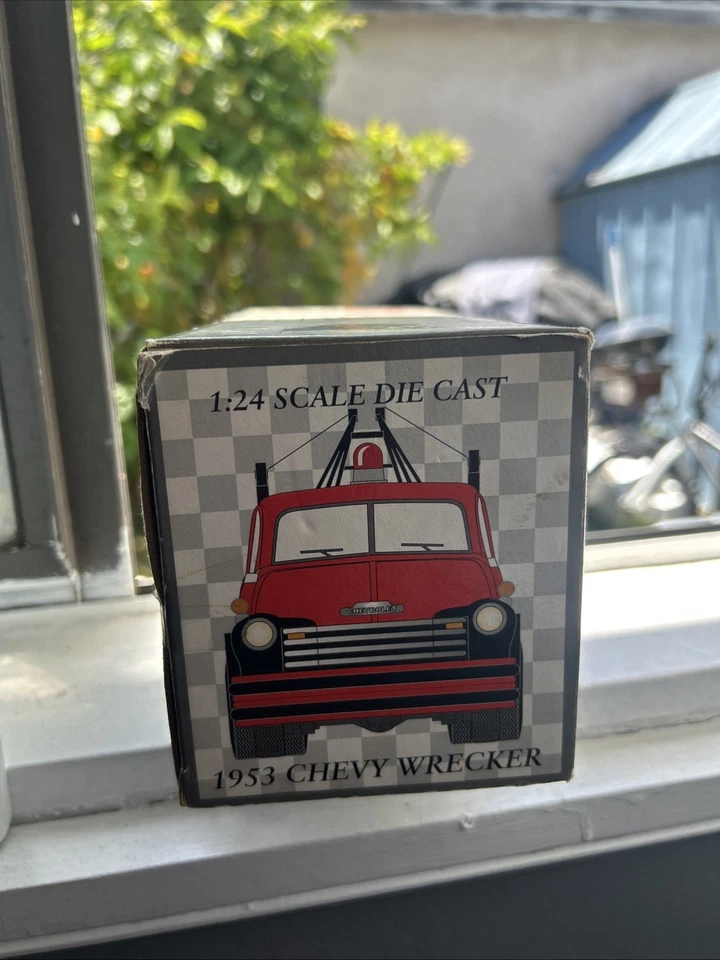 1:24 SCALE DIE CAST
CHEVROLET
1953 CHEVY WRECKER